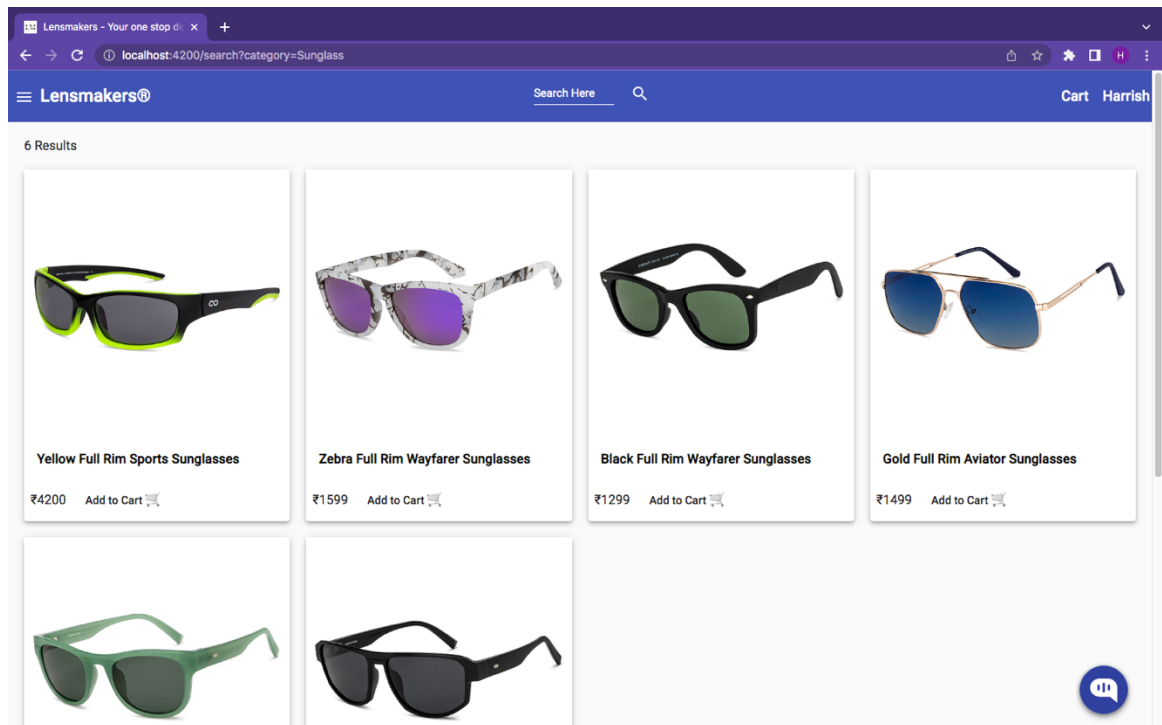 Lensmakers - Your one stop de
localhost:4200/search?category=Sunglass
H
Lensmakers®
Search Here
Cart Harrish
6 Results
Yellow Full Rim Sports Sunglasses
Zebra Full Rim Wayfarer Sunglasses
Black Full Rim Wayfarer Sunglasses
Gold Full Rim Aviator Sunglasses
₹4200 Add to Cart
₹1599 Add to Cart
₹1299 Add to Cart
₹1499 Add to Cart